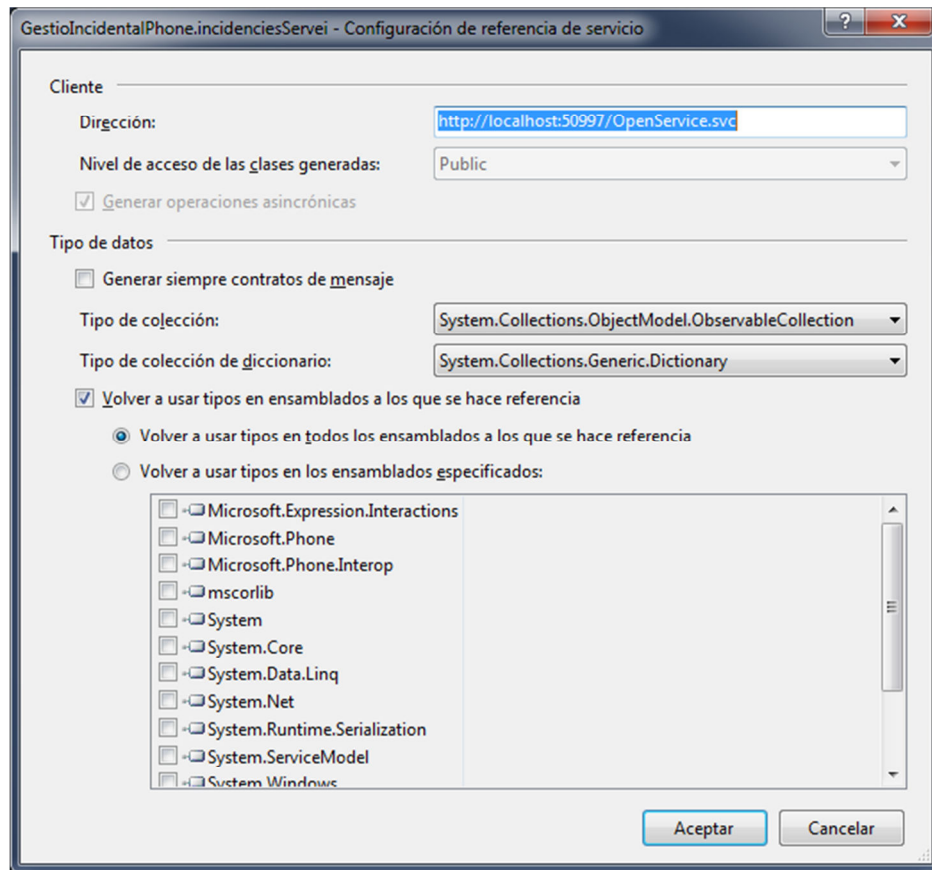 GestioIncidentalPhone.incidenciesServei - Configuración de referencia de servicio
Cliente
Dirección: http://localhost:50997/OpenService.svc
Nivel de acceso de las clases generadas: Public
Generar operaciones asincrónicas
Tipo de datos
Generar siempre contratos de mensaje
Tipo de colección: System.Collections.ObjectModel.ObservableCollection
Tipo de colección de diccionario: System.Collections.Generic.Dictionary
Volver a usar tipos en ensamblados a los que se hace referencia
Volver a usar tipos en todos los ensamblados a los que se hace referencia
Volver a usar tipos en los ensamblados especificados:
Microsoft.Expression.Interactions
Microsoft.Phone
Microsoft.Phone.Interop
mscorlib
System
System.Core
System.Data.Linq
System.Net
System.Runtime.Serialization
System.ServiceModel
System.Windows
Aceptar Cancelar